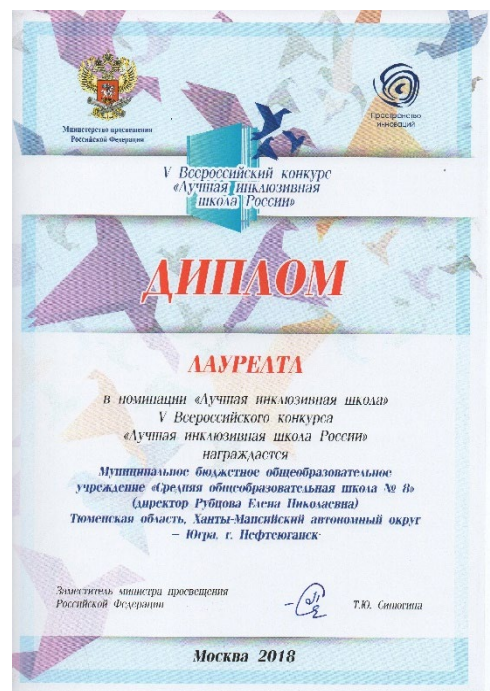 Министерство просвещения
Российской Федерации
Пространство
инноваций
V Всероссийский конкурс
«Лучшая инклюзивная
школа России»
ДИПЛОМ
ЛАУРЕАТА
в номинации «Лучшая инклюзивная школа»
V Всероссийского конкурса
«Лучшая инклюзивная школа России»
награждается
Муниципальное бюджетное общеобразовательное
учреждение «Средняя общеобразовательная школа № 8»
(директор Рубцова Елена Николаевна)
Тюменская область, Ханты-Мансийский автономный округ
– Югра, г. Нефтеюганск
Заместитель министра просвещения
Российской Федерации
Т.Ю. Синюгина
Москва 2018